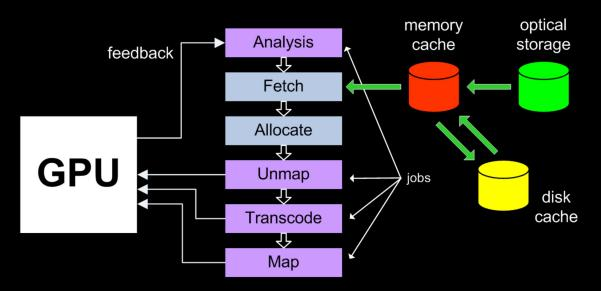 feedback
Analysis
Fetch
Allocate
Unmap
Transcode
Map
GPU
jobs
memory
cache
optical
storage
disk
cache